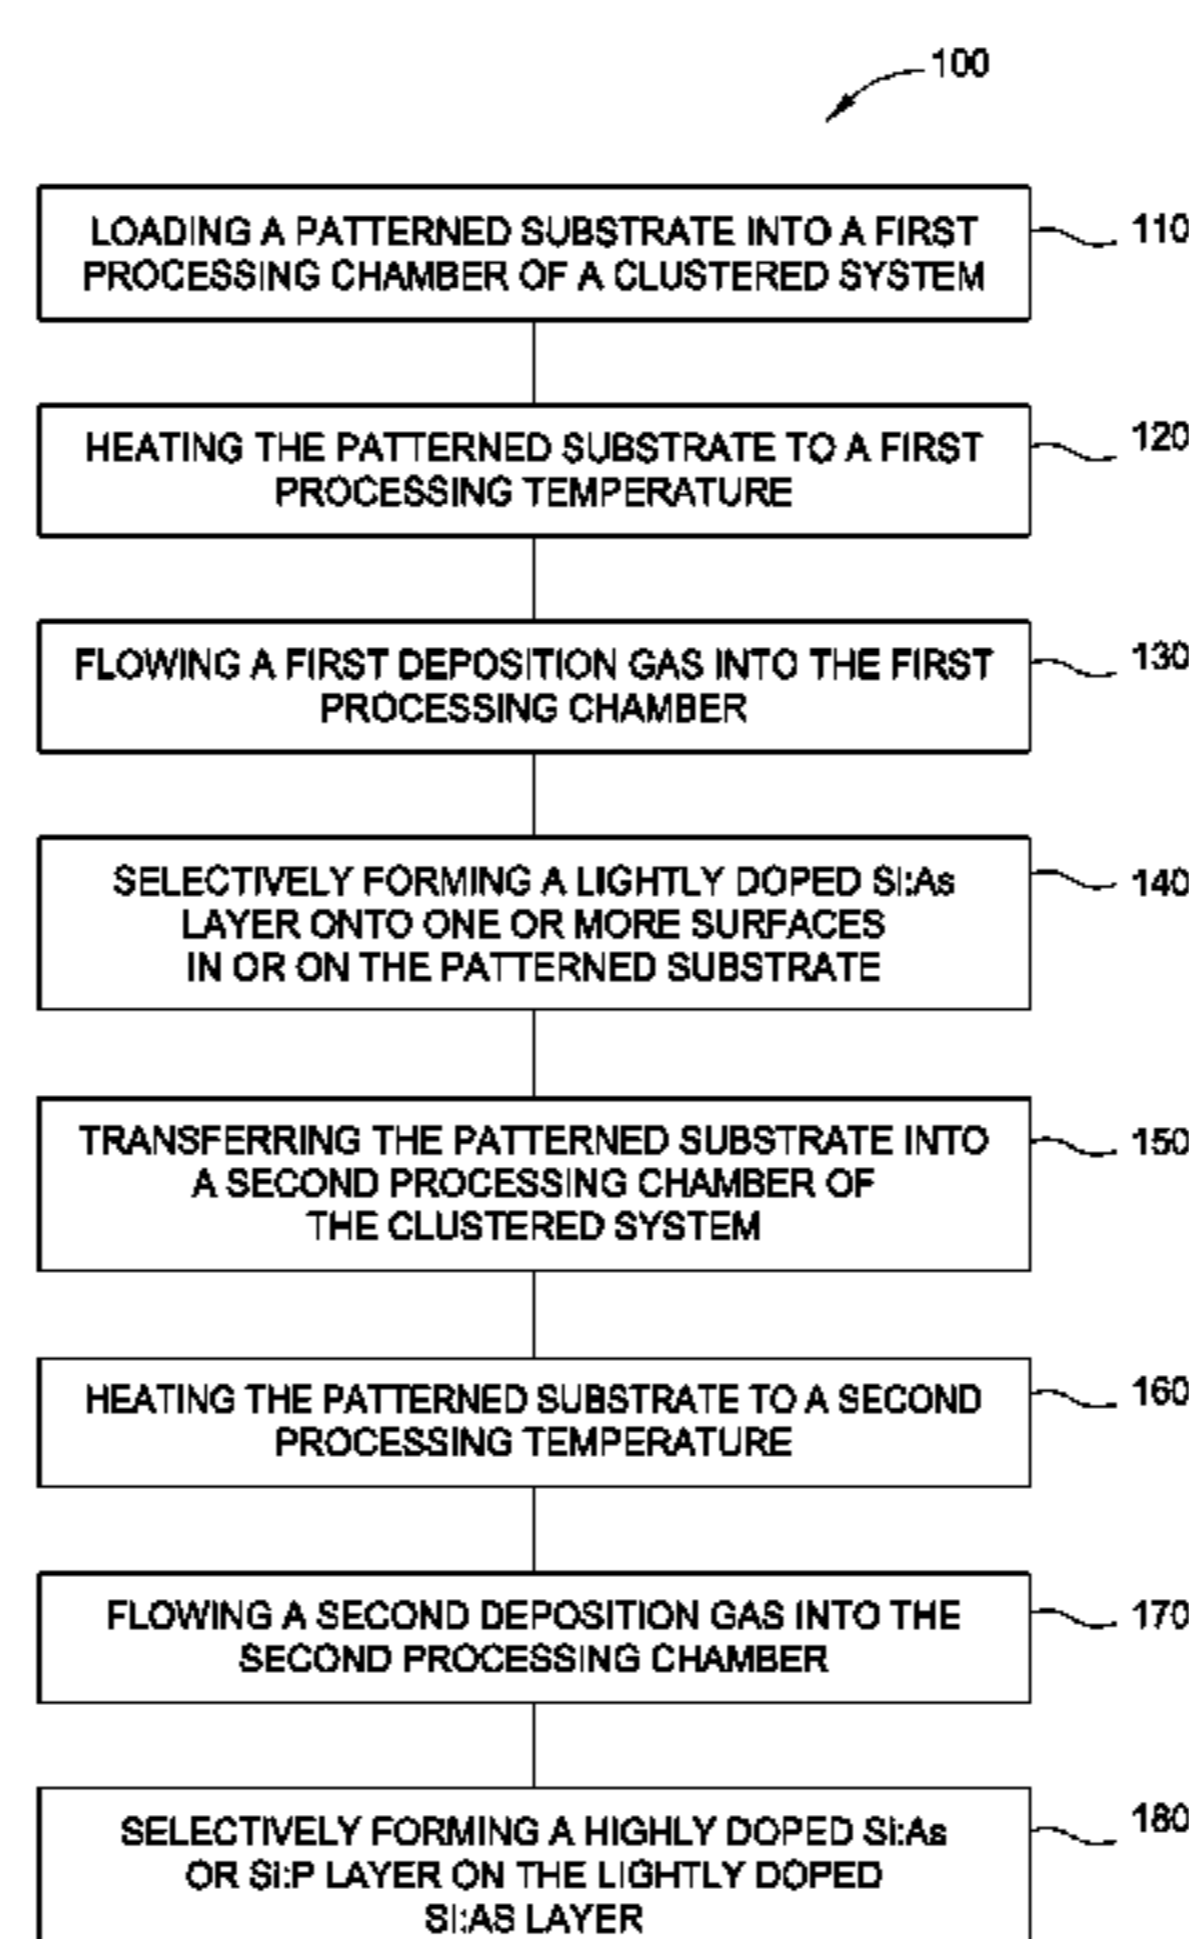 100
LOADING A PATTERNED SUBSTRATE INTO A FIRST
PROCESSING CHAMBER OF A CLUSTERED SYSTEM
110
HEATING THE PATTERNED SUBSTRATE TO A FIRST
PROCESSING TEMPERATURE
120
FLOWING A FIRST DEPOSITION GAS INTO THE FIRST
PROCESSING CHAMBER
130
SELECTIVELY FORMING A LIGHTLY DOPED Si:As
LAYER ONTO ONE OR MORE SURFACES
IN OR ON THE PATTERNED SUBSTRATE
140
TRANSFERRING THE PATTERNED SUBSTRATE INTO
A SECOND PROCESSING CHAMBER OF
THE CLUSTERED SYSTEM
150
HEATING THE PATTERNED SUBSTRATE TO A SECOND
PROCESSING TEMPERATURE
160
FLOWING A SECOND DEPOSITION GAS INTO THE
SECOND PROCESSING CHAMBER
170
SELECTIVELY FORMING A HIGHLY DOPED Si:As
OR Si:P LAYER ON THE LIGHTLY DOPED
Si:AS LAYER
180